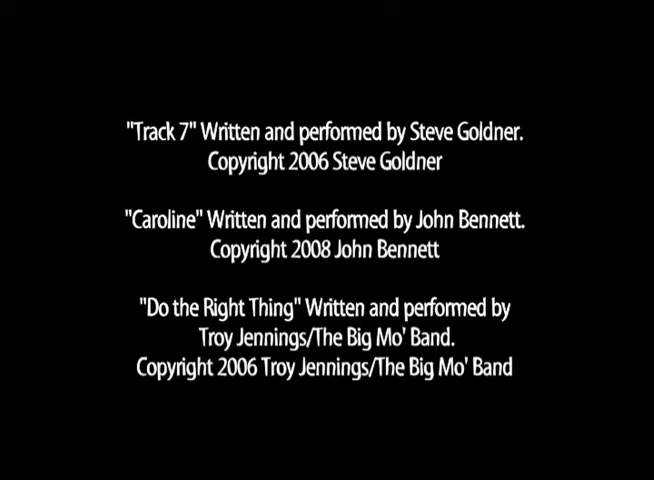 "Track 7" Written and performed by Steve Goldner.
Copyright 2006 Steve Goldner
"Caroline" Written and performed by John Bennett.
Copyright 2008 John Bennett
"Do the Right Thing" Written and performed by
Troy Jennings/The Big Mo' Band.
Copyright 2006 Troy Jennings/The Big Mo' Band